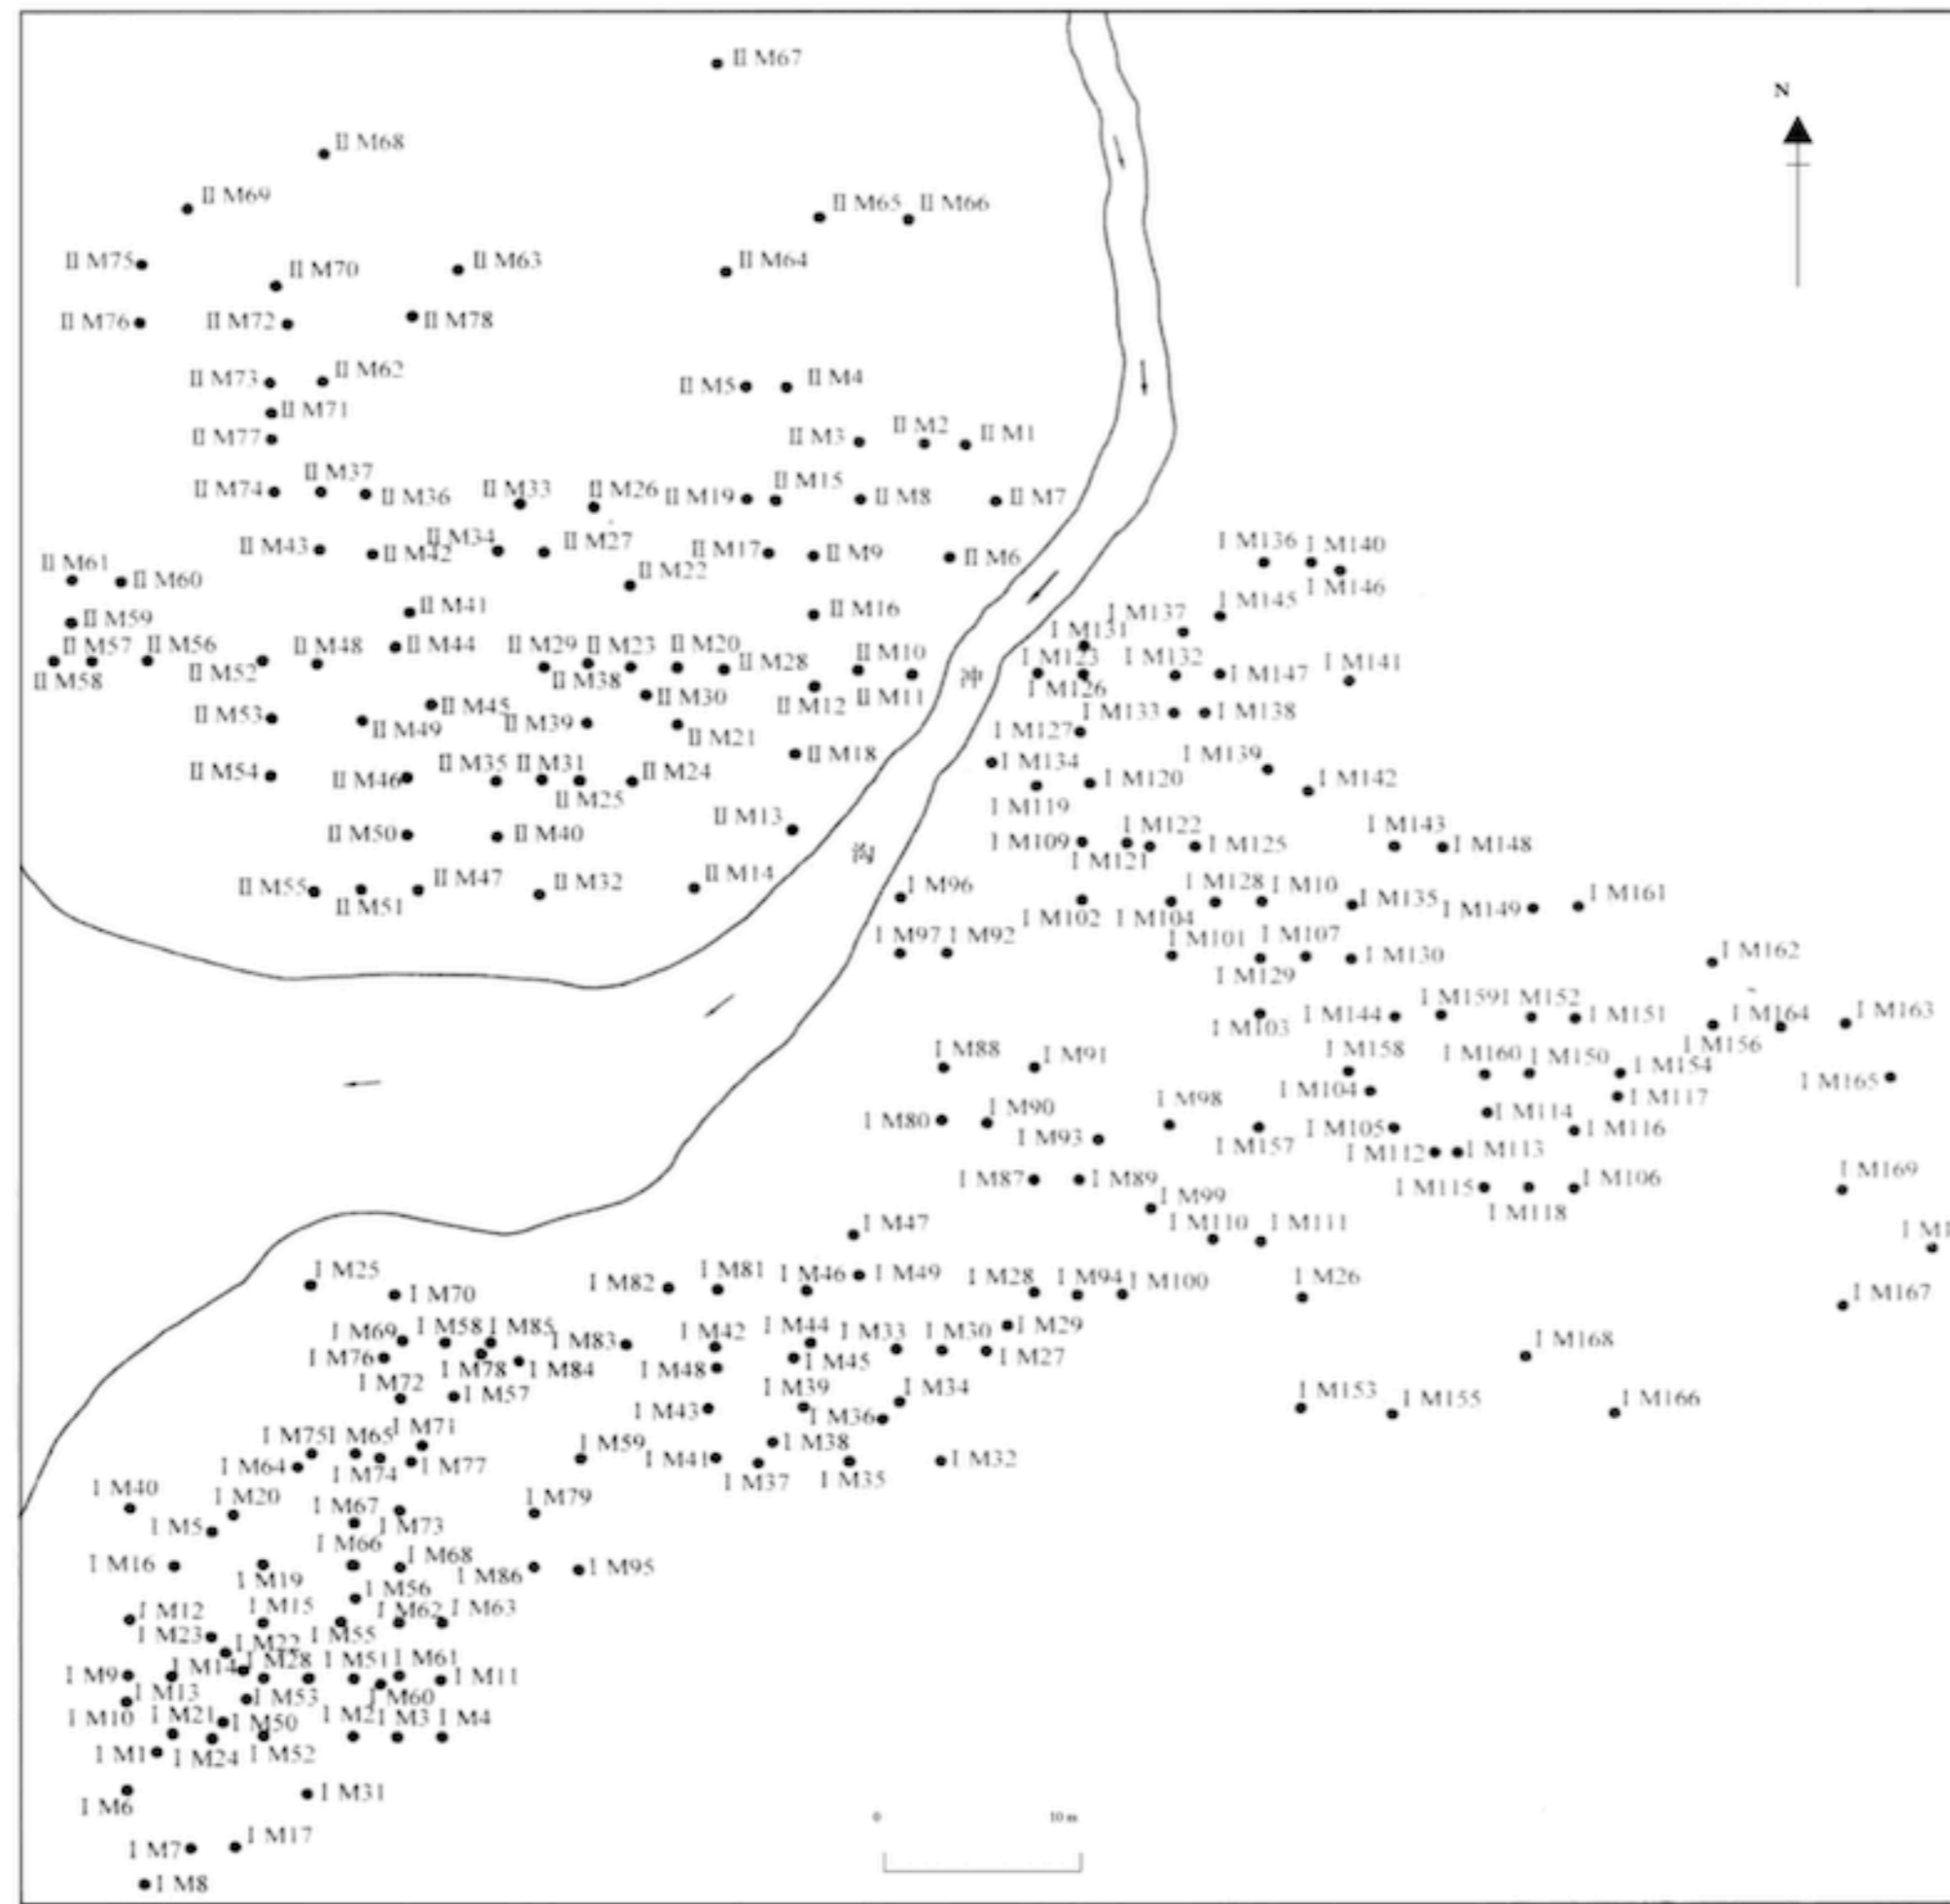 II M67
N
II M68
II M69
II M65 II M66
II M75
II M70
II M63
II M64
II M76
II M72
II M78
II M73
II M62
II M5
II M4
II M71
II M77
II M3
II M2
II M1
II M74
II M37
II M36
II M33
II M26
II M19
II M15
II M8
II M7
II M43
II M42
II M34
II M27
II M17
II M9
II M6
I M136 I M140
I M146
II M61
II M60
II M22
II M59
II M41
II M16
I M137
I M145
I M131
II M57
II M56
II M58
II M52
II M48
II M44
II M29
II M23
II M20
II M28
II M38
II M10
II M11
II M12
冲
I M123
I M126
I M132
I M147
I M141
II M30
II M53
II M49
II M45
II M39
II M21
I M133
I M138
I M127
II M18
I M134
I M139
II M54
II M46
II M35 II M31
II M25
II M24
I M119
I M120
I M142
II M50
II M40
II M13
沟
I M109
I M122
I M121
I M125
I M143
I M148
II M55
II M51
II M47
II M32
II M14
I M96
I M102
I M104
I M128
I M10
I M135
I M149
I M161
I M97 I M92
I M101
I M107
I M129
I M130
I M162
I M103
I M144
I M159
I M152
I M151
I M164
I M163
I M156
I M88
I M91
I M158
I M160
I M150
I M154
I M165
I M104
I M117
I M80
I M90
I M93
I M98
I M157
I M105
I M114
I M116
I M112
I M113
I M87
I M89
I M115
I M118
I M106
I M169
I M99
I M110
I M111
I M47
I M1
I M25
I M70
I M82
I M81
I M46
I M49
I M28
I M94
I M100
I M26
I M167
I M69
I M58
I M85
I M83
I M42
I M44
I M33
I M30
I M29
I M76
I M78
I M84
I M48
I M45
I M27
I M168
I M72
I M57
I M39
I M34
I M43
I M36
I M153
I M155
I M166
I M75
I M65
I M71
I M64
I M74
I M77
I M59
I M41
I M38
I M37
I M35
I M32
I M40
I M20
I M5
I M67
I M73
I M79
I M16
I M19
I M66
I M68
I M86
I M95
I M56
I M12
I M15
I M62
I M63
I M23
I M22
I M55
I M9
I M14
I M28
I M51
I M61
I M11
I M13
I M53
I M60
I M10
I M21
I M50
I M2
I M3
I M4
I M1
I M24
I M52
I M6
I M31
I M7
I M17
I M8
0 10 m